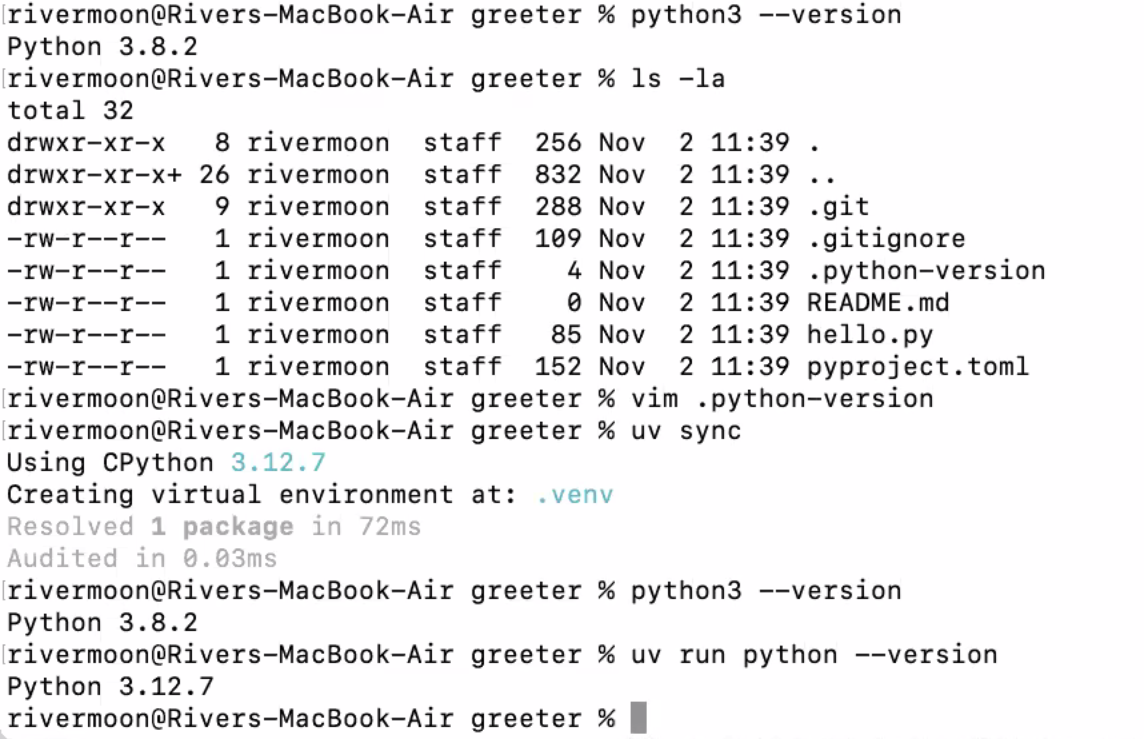 [rivermoon@Rivers-MacBook-Air greeter % python3 --version
Python 3.8.2
[rivermoon@Rivers-MacBook-Air greeter % ls -la
total 32
drwxr-xr-x   8 rivermoon  staff  256 Nov  2 11:39 .
drwxr-xr-x+ 26 rivermoon  staff  832 Nov  2 11:39 ..
drwxr-xr-x   9 rivermoon  staff  288 Nov  2 11:39 .git
-rw-r--r--   1 rivermoon  staff  109 Nov  2 11:39 .gitignore
-rw-r--r--   1 rivermoon  staff    4 Nov  2 11:39 .python-version
-rw-r--r--   1 rivermoon  staff    0 Nov  2 11:39 README.md
-rw-r--r--   1 rivermoon  staff   85 Nov  2 11:39 hello.py
-rw-r--r--   1 rivermoon  staff  152 Nov  2 11:39 pyproject.toml
[rivermoon@Rivers-MacBook-Air greeter % vim .python-version
[rivermoon@Rivers-MacBook-Air greeter % uv sync
Using CPython 3.12.7
Creating virtual environment at: .venv
Resolved 1 package in 72ms
Audited in 0.03ms
[rivermoon@Rivers-MacBook-Air greeter % python3 --version
Python 3.8.2
[rivermoon@Rivers-MacBook-Air greeter % uv run python --version
Python 3.12.7
rivermoon@Rivers-MacBook-Air greeter %